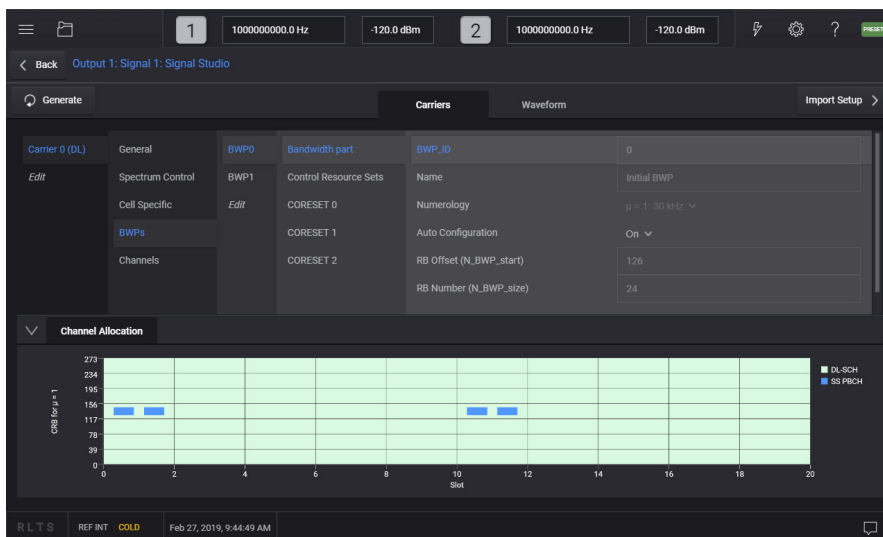 1 1000000000.0 Hz -120.0 dBm 2 1000000000.0 Hz -120.0 dBm ? PRESET
Back Output 1: Signal 1: Signal Studio
Generate Carriers Waveform Import Setup
Carrier 0 (DL) General BWP0 Bandwidth part BWP_ID 0
Edit Spectrum Control BWP1 Control Resource Sets Name Initial BWP
Cell Specific Edit CORESET 0 Numerology μ = 1: 30 kHz
BWPs CORESET 1 Auto Configuration On
Channels CORESET 2 RB Offset (N_BWP_start) 126
RB Number (N_BWP_size) 24
Channel Allocation
CRB for μ = 1
273
234
195
156
117
78
39
0
0 2 4 6 8 10 12 14 16 18 20
Slot
DL-SCH
SS PBCH
RLTS REF INT COLD Feb 27, 2019, 9:44:49 AM